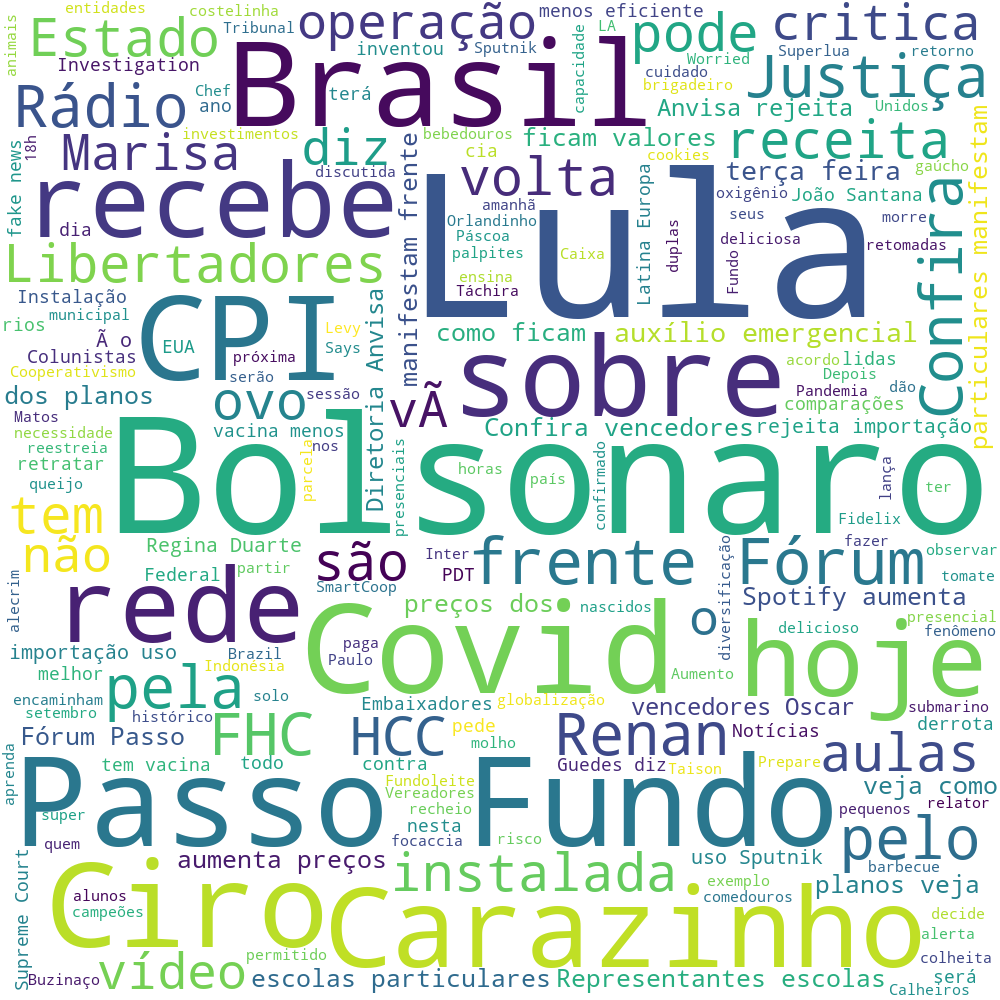 entidades
costelinha
Tribunal
operação
menos eficiente
LA
pode
critica
animais
Estado
Brasil
inventou
Sputnik
capacidade
Worried
Superlua
retorno
Investigation
Rádio
Chef
ano
terá
cuidado
brigadeiro
Justiça
Anvisa rejeita
Unidos
18h
fake news
Marisa
investimentos
diz
discutida
bebedouros
cia
ficam valores
cookies
receita
terça feira
gaúcho
recebe
dia
manifestam frente
volta
amanhã
Orlandinho
Páscoa
palpites
Lula
Latina Europa
duplas
oxigênio
seus
deliciosa
Fundo
João Santana
morre
retomadas
Confira
particulares manifestam
Libertadores
ensina
Táchira
Caixa
Instalação
municipal
rios
Ã o
Colunistas
Cooperativismo
CPI
EUA
próxima
serão
Levy
Says
sessão
Diretoria Anvisa
como ficam
auxílio emergencial
sobre
acordo
lidas
Depois
Pandemia
dão
comparações
dos planos
Matos
necessidade
reestreia
retratar
queijo
ovo
vacina menos
nos
vÃ
Confira vencedores
rejeita importação
parcela
presenciais
Bolsonaro
horas
país
confirmado
lança
ter
Fidelix
tem
não
alecrim
Regina Duarte
Federal
partir
são
Inter
PDT
SmartCoop
frente
Fórum
fazer
observar
tomate
rede
preços dos
nascidos
o
diversificação
Spotify aumenta
presencial
delicioso
fenômeno
importação uso
melhor
Brazil
Indonésia
paga
Paulo
Covid
Aumento
hoje
encaminham
setembro
pela
solo
histórico
Embaixadores
globalização
vencedores Oscar
submarino
derrota
Fórum Passo
FHC
HCC
pede
molho
Renan
Notícias
aulas
aprenda
tem vacina
todo
contra
Guedes diz
Taison
Prepare
veja como
Passo Fundo
super
quem
Fundoleite
Vereadores
recheio
nesta
focaccia
risco
pequenos
relator
pelo
Supreme Court
aumenta preços
instalada
uso Sputnik
barbecue
planos veja
alunos
campeões
Ciro
Carazinho
exemplo
comedouros
decide
alerta
colheita
Buzinaço
vídeo
permitido
escolas particulares
Representantes escolas
será
Calheiros